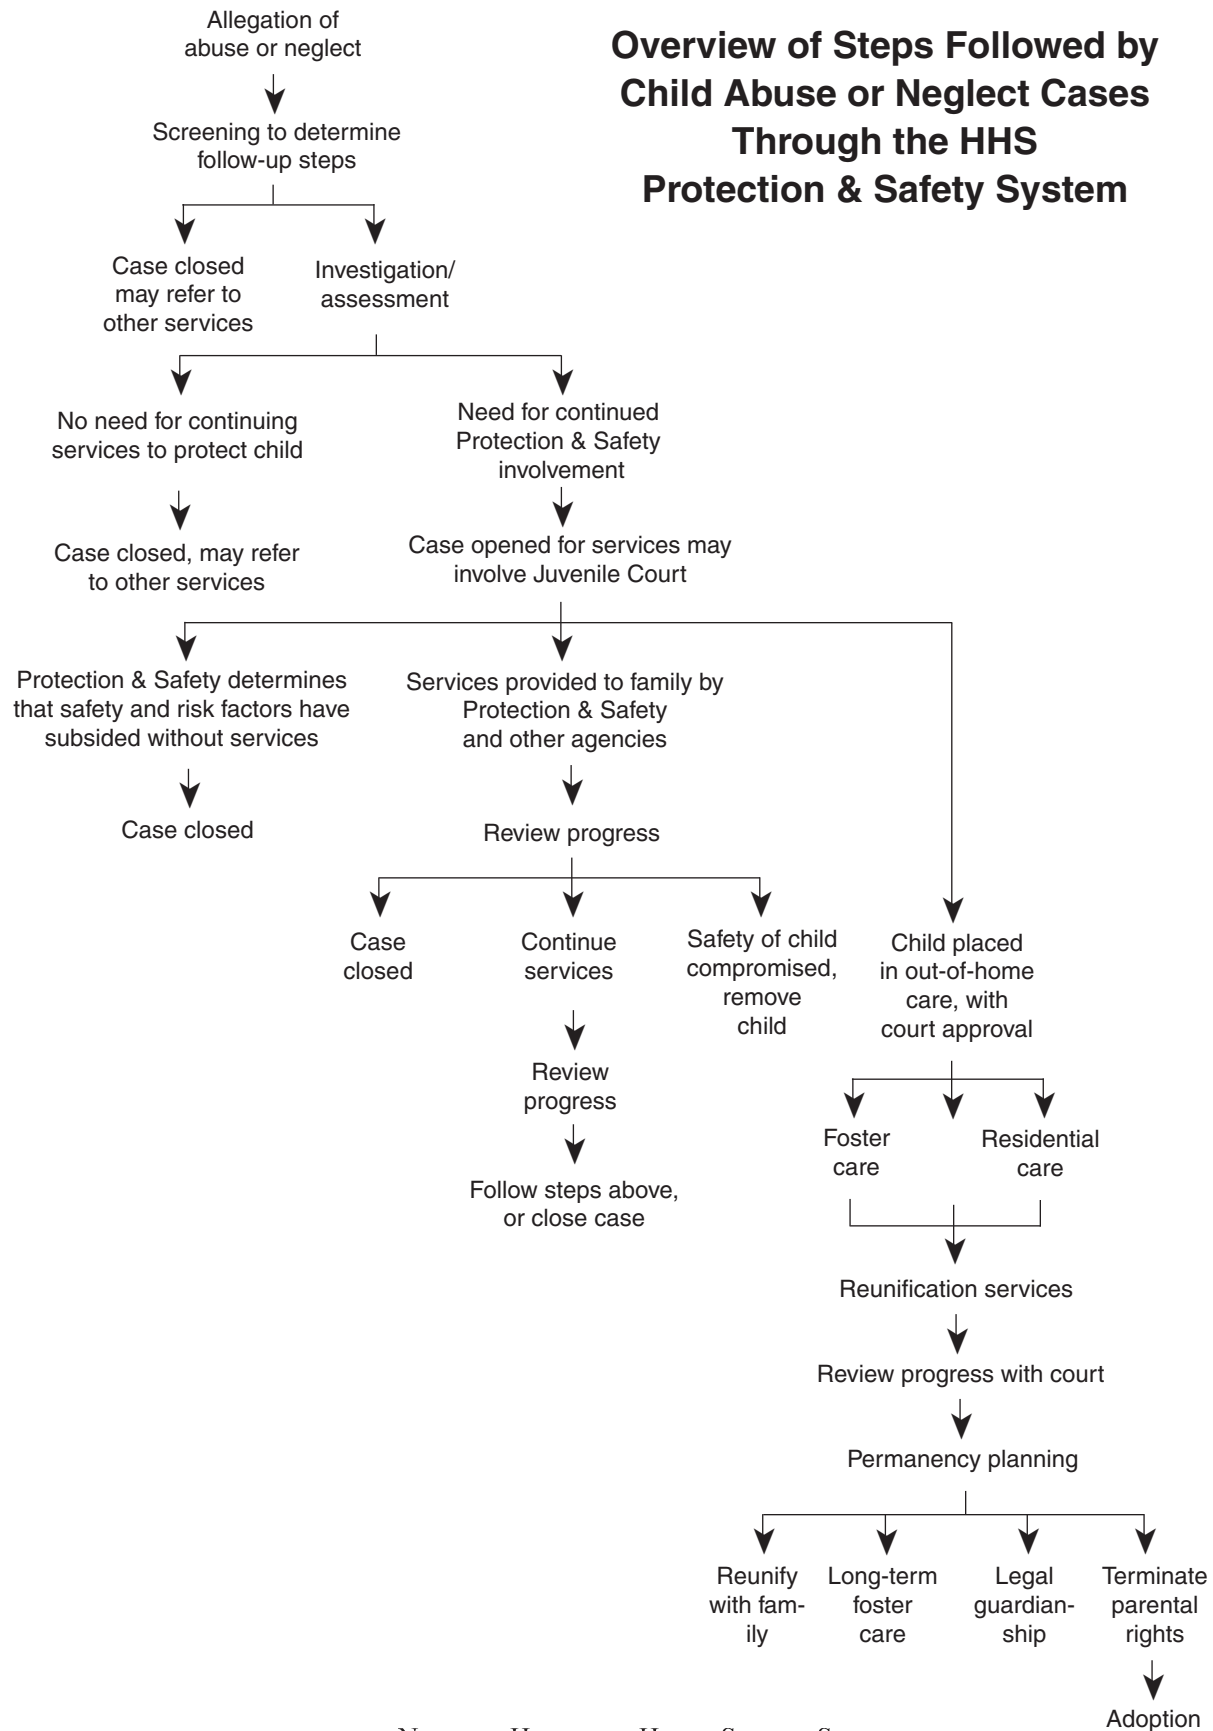 Overview of Steps Followed by
Child Abuse or Neglect Cases
Through the HHS
Protection & Safety System
Allegation of
abuse or neglect
Screening to determine
follow-up steps
Case closed
may refer to
other services
Investigation/
assessment
No need for continuing
services to protect child
Need for continued
Protection & Safety
involvement
Case closed, may refer
to other services
Case opened for services may
involve Juvenile Court
Protection & Safety determines
that safety and risk factors have
subsided without services
Services provided to family by
Protection & Safety
and other agencies
Case closed
Review progress
Case
closed
Continue
services
Safety of child
compromised,
remove
child
Child placed
in out-of-home
care, with
court approval
Review
progress
Follow steps above,
or close case
Foster
care
Residential
care
Reunification services
Review progress with court
Permanency planning
Reunify
with fam-
ily
Long-term
foster
care
Legal
guardian-
ship
Terminate
parental
rights
Adoption